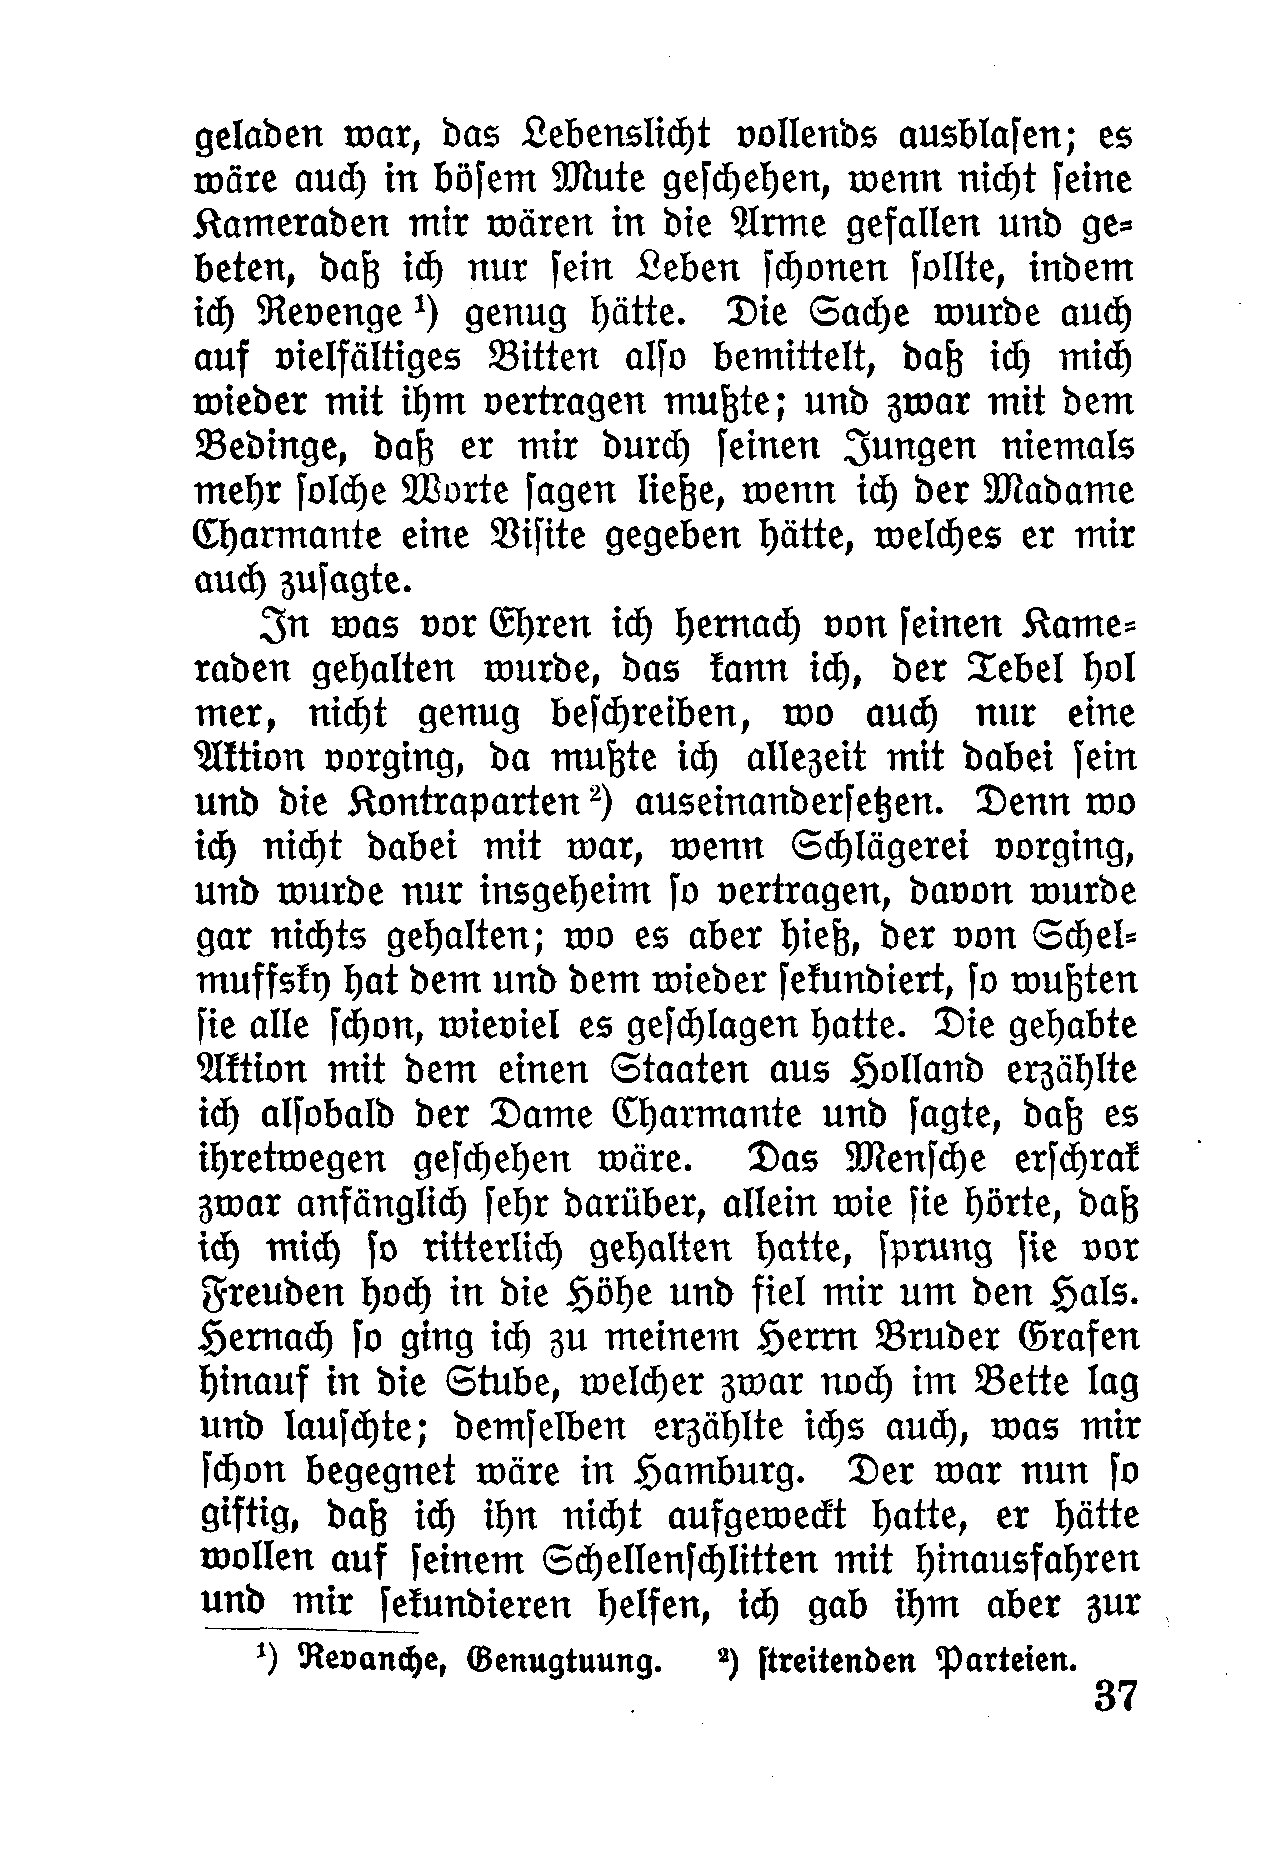 geladen war, das Lebenslicht vollends ausblasen; es
wäre auch in bösem Mute geschehen, wenn nicht seine
Kameraden mir wären in die Arme gefallen und ge-
beten, daß ich nur sein Leben schonen sollte, indem
ich Revenge ¹) genug hätte. Die Sache wurde auch
auf vielfältiges Bitten also bemittelt, daß ich mich
wieder mit ihm vertragen mußte; und zwar mit dem
Bedinge, daß er mir durch seinen Jungen niemals
mehr solche Worte sagen ließe, wenn ich der Madame
Charmante eine Visite gegeben hätte, welches er mir
auch zusagte.
In was vor Ehren ich hernach von seinen Kame-
raden gehalten wurde, das kann ich, der Tebel hol
mer, nicht genug beschreiben, wo auch nur eine
Aktion vorging, da mußte ich allezeit mit dabei sein
und die Kontraparten ²) auseinandersetzen. Denn wo
ich nicht dabei mit war, wenn Schlägerei vorging,
und wurde nur insgeheim so vertragen, davon wurde
gar nichts gehalten; wo es aber hieß, der von Schel-
muffsky hat dem und dem wieder sekundiert, so wußten
sie alle schon, wieviel es geschlagen hatte. Die gehabte
Aktion mit dem einen Staaten aus Holland erzählte
ich alsobald der Dame Charmante und sagte, daß es
ihretwegen geschehen wäre. Das Mensche erschrak
zwar anfänglich sehr darüber, allein wie sie hörte, daß
ich mich so ritterlich gehalten hatte, sprung sie vor
Freuden hoch in die Höhe und fiel mir um den Hals.
Hernach so ging ich zu meinem Herrn Bruder Grafen
hinauf in die Stube, welcher zwar noch im Bette lag
und lauschte; demselben erzählte ichs auch, was mir
schon begegnet wäre in Hamburg. Der war nun so
giftig, daß ich ihn nicht aufgeweckt hatte, er hätte
wollen auf seinem Schellenschlitten mit hinausfahren
und mir sekundieren helfen, ich gab ihm aber zur
¹) Revanche, Genugtuung. ²) streitenden Parteien.
37